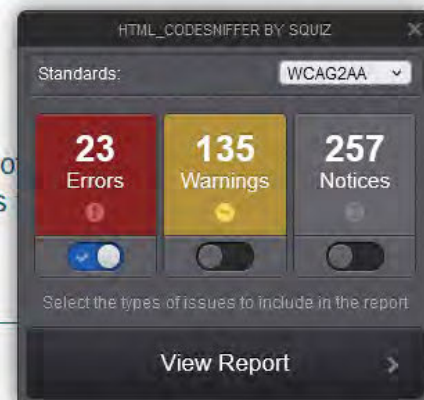 HTML_CODESNIFFER BY SQUIZ
Standards: WCAG2AA
23 135 257
Errors Warnings Notices
Select the types of issues to include in the report
View Report